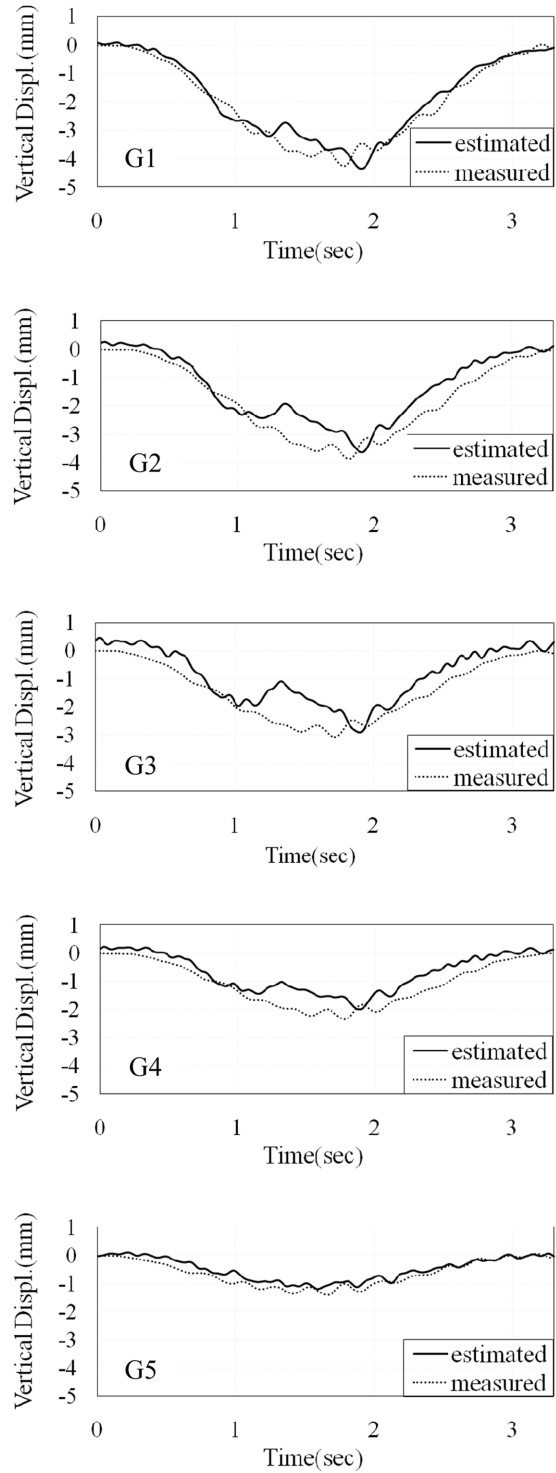 Vertical Displ.(mm)
1
0
-1
-2
-3
-4
-5
G1
estimated
measured
0 1 2 3
Time(sec)
Vertical Displ.(mm)
1
0
-1
-2
-3
-4
-5
G2
estimated
measured
0 1 2 3
Time(sec)
Vertical Displ.(mm)
1
0
-1
-2
-3
-4
-5
G3
estimated
measured
0 1 2 3
Time(sec)
Vertical Displ.(mm)
1
0
-1
-2
-3
-4
-5
G4
estimated
measured
0 1 2 3
Time(sec)
Vertical Displ.(mm)
1
0
-1
-2
-3
-4
-5
G5
estimated
measured
0 1 2 3
Time(sec)